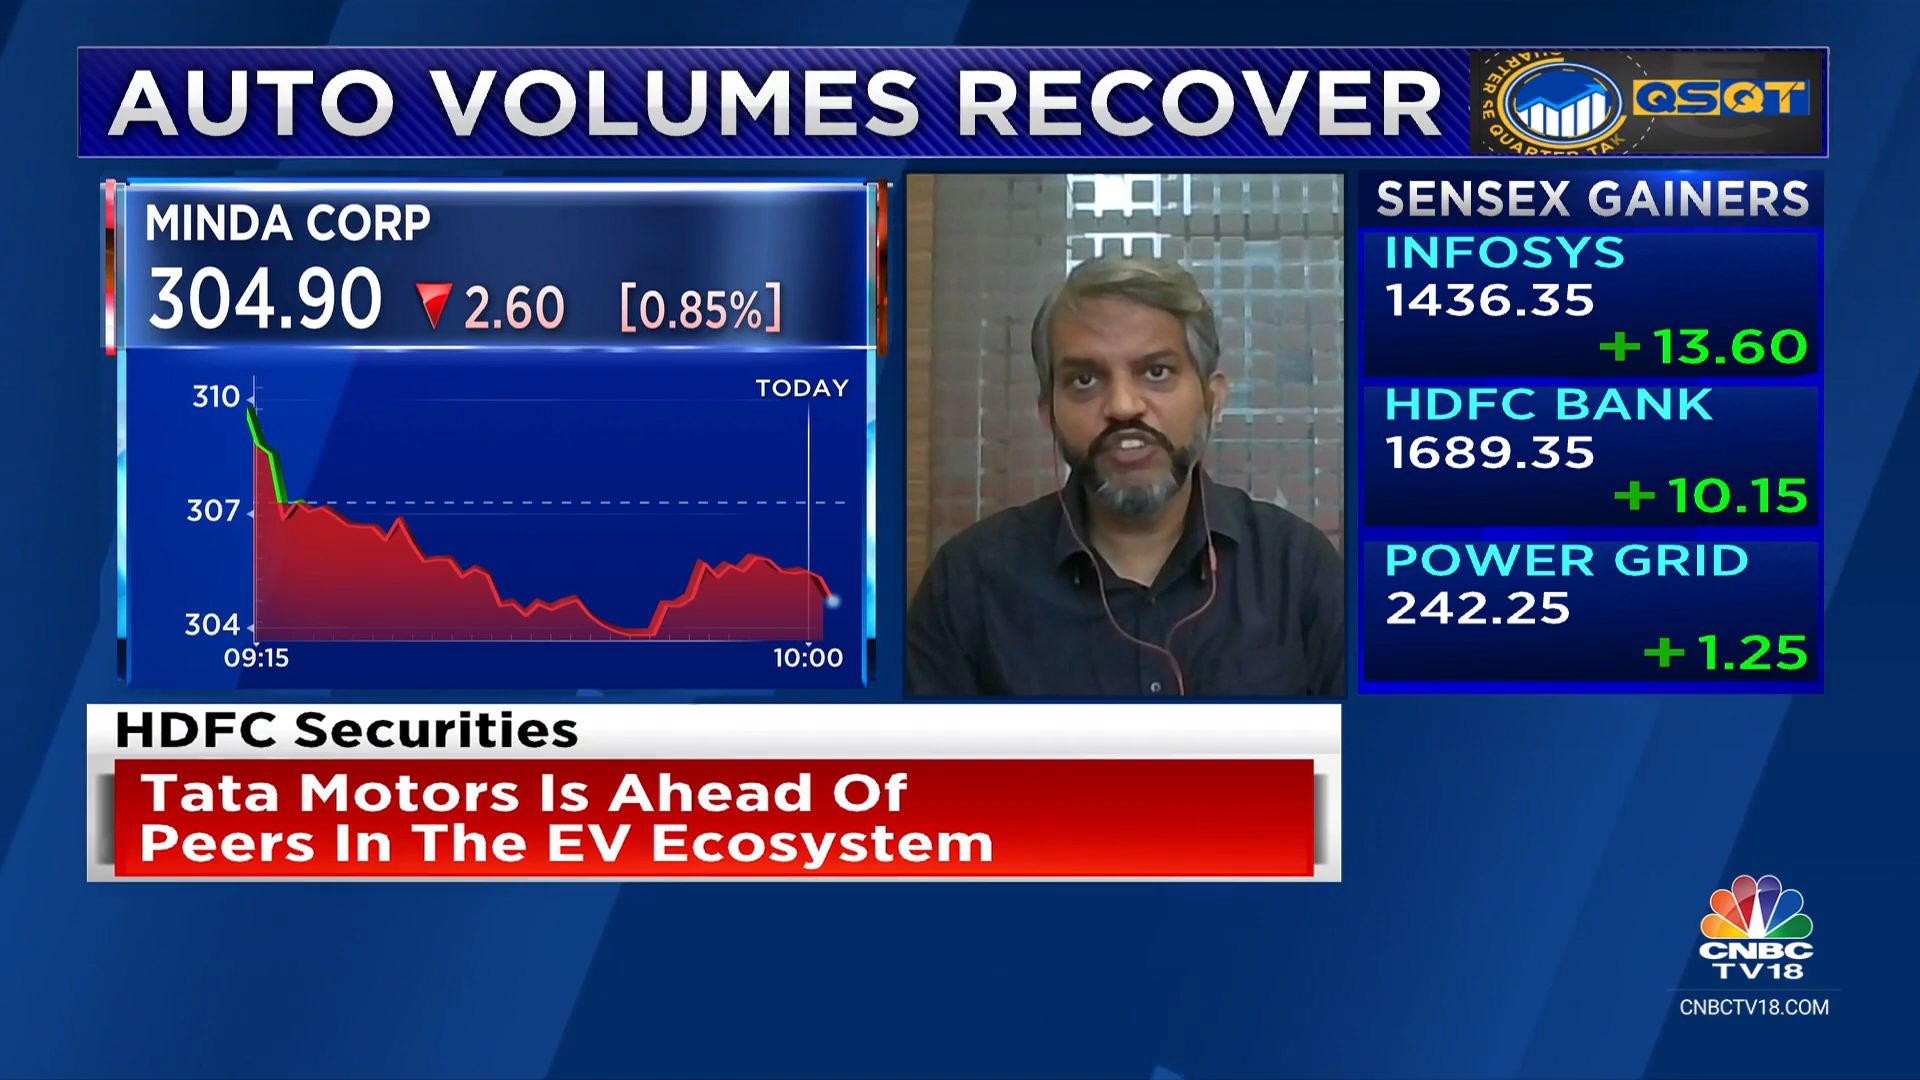 AUTO VOLUMES RECOVER
QSQT
MINDA CORP
304.90 ▼ 2.60 [0.85%]
TODAY
310
307
304
09:15
10:00
SENSEX GAINERS
INFOSYS
1436.35
+ 13.60
HDFC BANK
1689.35
+ 10.15
POWER GRID
242.25
+ 1.25
HDFC Securities
Tata Motors Is Ahead Of
Peers In The EV Ecosystem
CNBC
TV18
CNBCTV18.COM